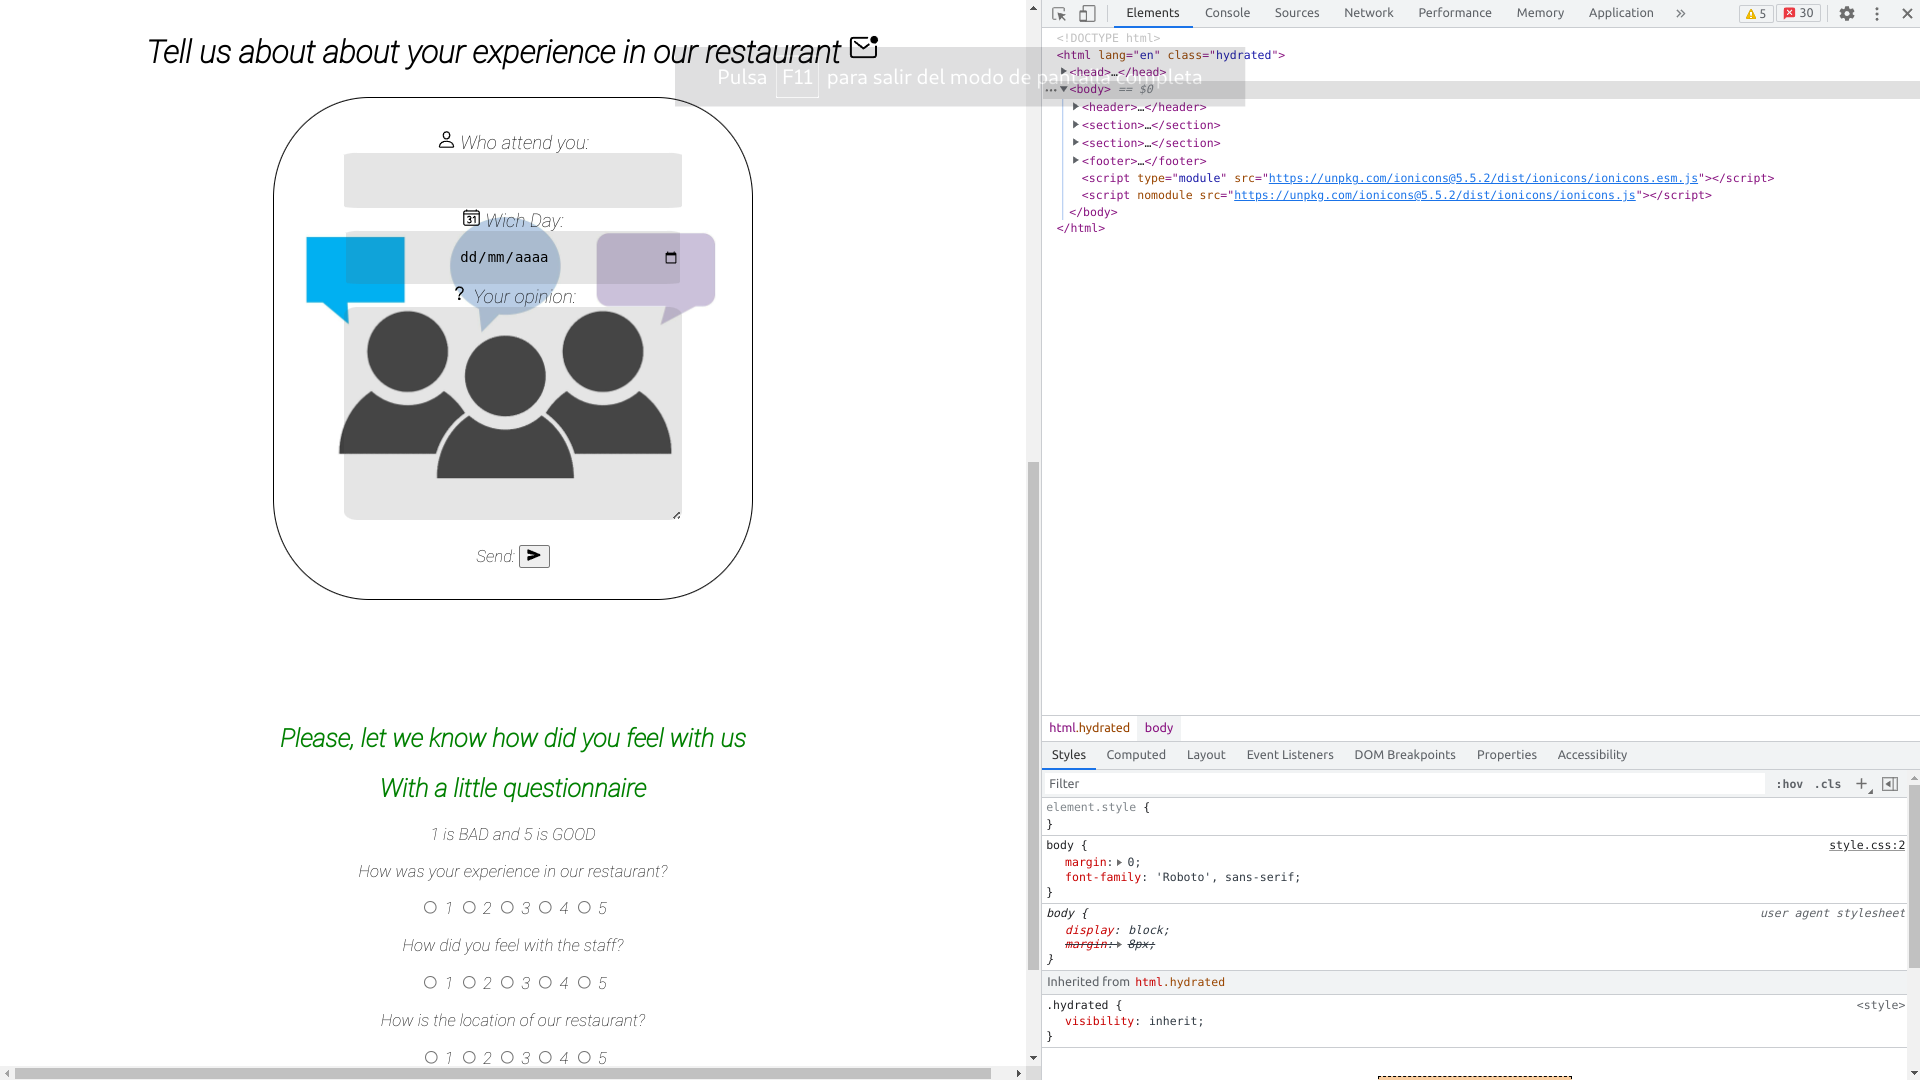 Tell us about about your experience in our restaurant
Pulsa F11 para salir del modo de pantalla completa
Who attend you:
Wich Day:
31
dd/mm/aaaa
? Your opinion:
Send:
Please, let we know how did you feel with us
With a little questionnaire
1 is BAD and 5 is GOOD
How was your experience in our restaurant?
1 2 3 4 5
How did you feel with the staff?
1 2 3 4 5
How is the location of our restaurant?
1 2 3 4 5
Elements Console Sources Network Performance Memory Application » 5 30
<!DOCTYPE html>
<html lang="en" class="hydrated">
<head>…</head>
<body> == $0
<header>…</header>
<section>…</section>
<section>…</section>
<footer>…</footer>
<script type="module" src="https://unpkg.com/ionicons@5.5.2/dist/ionicons/ionicons.esm.js"></script>
<script nomodule src="https://unpkg.com/ionicons@5.5.2/dist/ionicons/ionicons.js"></script>
</body>
</html>
html.hydrated body
Styles Computed Layout Event Listeners DOM Breakpoints Properties Accessibility
Filter :hov .cls +
element.style {
}
body { style.css:2
margin: 0;
font-family: 'Roboto', sans-serif;
}
body { user agent stylesheet
display: block;
margin: 8px;
}
Inherited from html.hydrated
.hydrated { <style>
visibility: inherit;
}